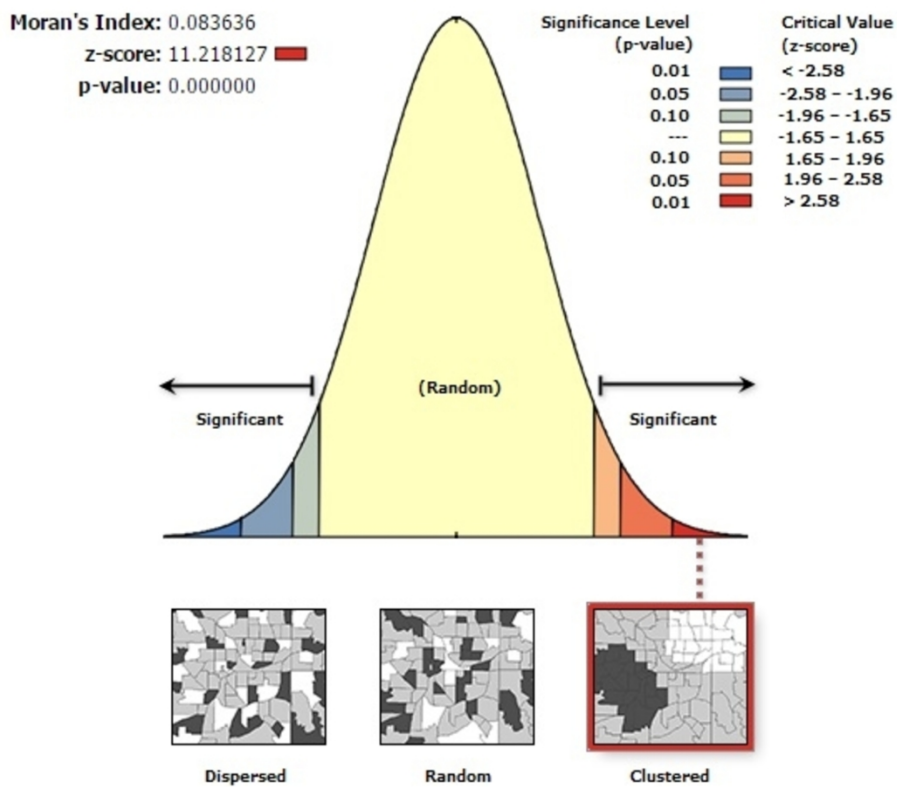 Moran's Index: 0.083636
z-score: 11.218127
p-value: 0.000000
Significance Level
(p-value)
Critical Value
(z-score)
0.01 < -2.58
0.05 -2.58 – -1.96
0.10 -1.96 – -1.65
--- -1.65 – 1.65
0.10 1.65 – 1.96
0.05 1.96 – 2.58
0.01 > 2.58
(Random)
Significant
Significant
Dispersed
Random
Clustered